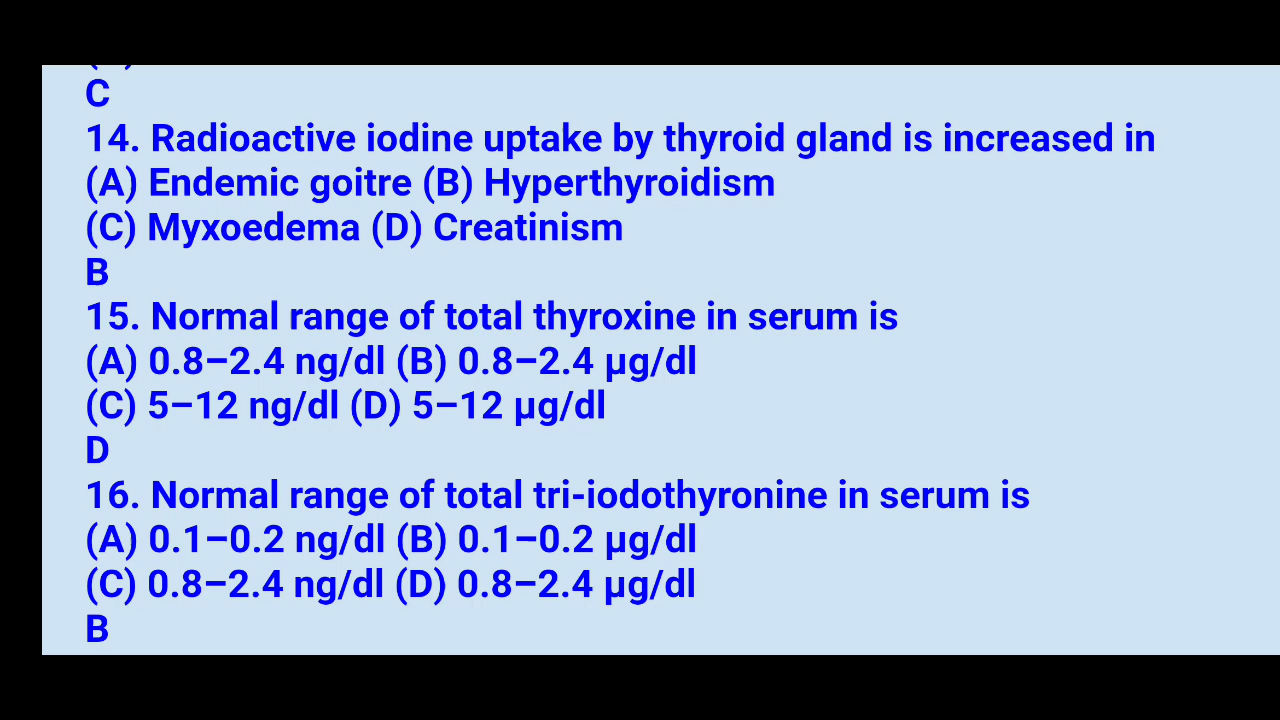 C
14. Radioactive iodine uptake by thyroid gland is increased in
(A) Endemic goitre (B) Hyperthyroidism
(C) Myxoedema (D) Creatinism
B
15. Normal range of total thyroxine in serum is
(A) 0.8–2.4 ng/dl (B) 0.8–2.4 µg/dl
(C) 5–12 ng/dl (D) 5–12 µg/dl
D
16. Normal range of total tri-iodothyronine in serum is
(A) 0.1–0.2 ng/dl (B) 0.1–0.2 µg/dl
(C) 0.8–2.4 ng/dl (D) 0.8–2.4 µg/dl
B